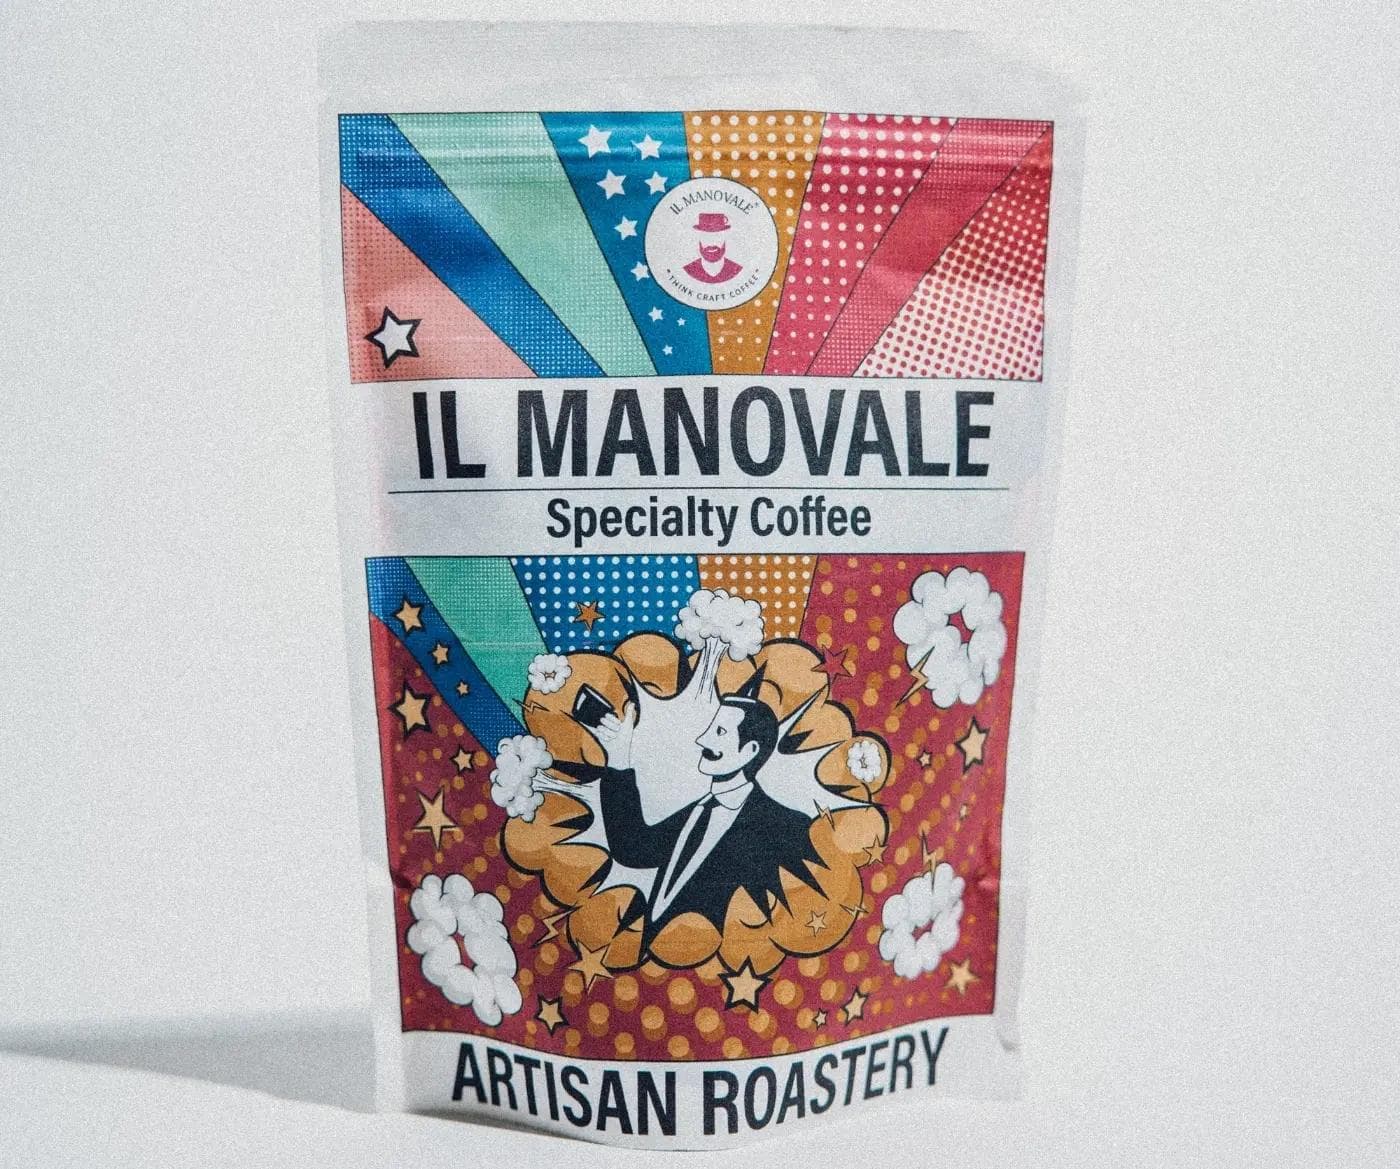 IL MANOVALE®
• THINK CRAFT COFFEE •
IL MANOVALE
Specialty Coffee
ARTISAN ROASTERY